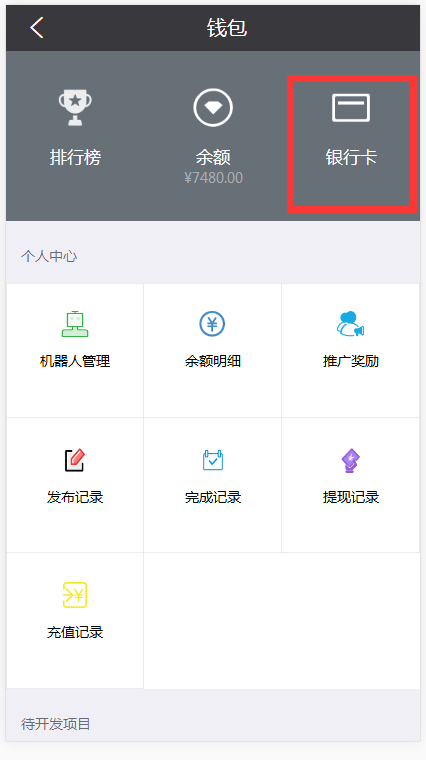 钱包
排行榜
余额
¥7480.00
银行卡
个人中心
机器人管理
余额明细
推广奖励
发布记录
完成记录
提现记录
充值记录
待开发项目